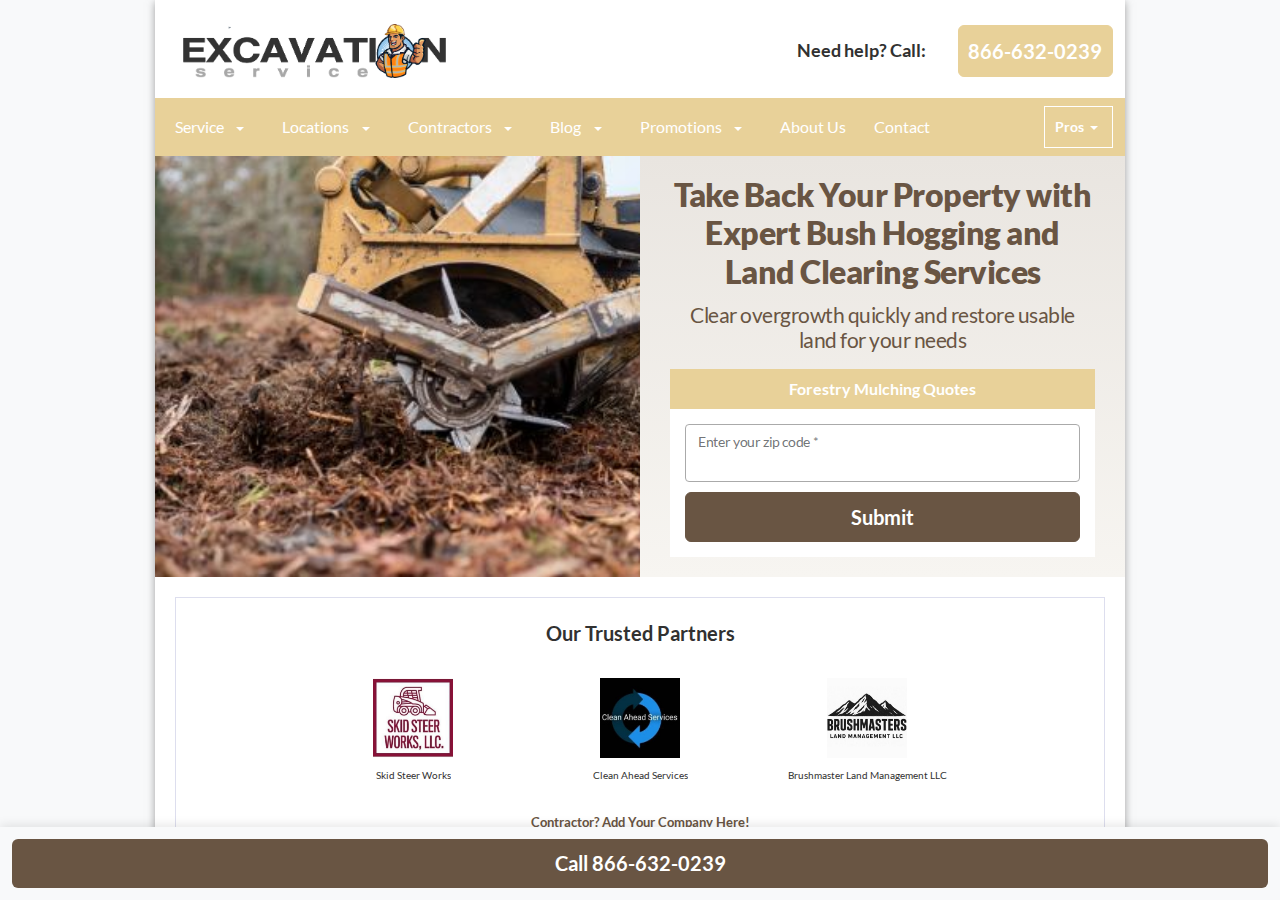 EXCAVATION
service
Need help? Call:
866-632-0239
Service
Locations
Contractors
Blog
Promotions
About Us
Contact
Pros
Take Back Your Property with
Expert Bush Hogging and
Land Clearing Services
Clear overgrowth quickly and restore usable
land for your needs
Forestry Mulching Quotes
Enter your zip code *
Submit
Our Trusted Partners
SKID STEER
WORKS, LLC.
Clean Ahead Services
BRUSHMASTERS
LAND MANAGEMENT LLC
Skid Steer Works
Clean Ahead Services
Brushmaster Land Management LLC
Contractor? Add Your Company Here!
Call 866-632-0239